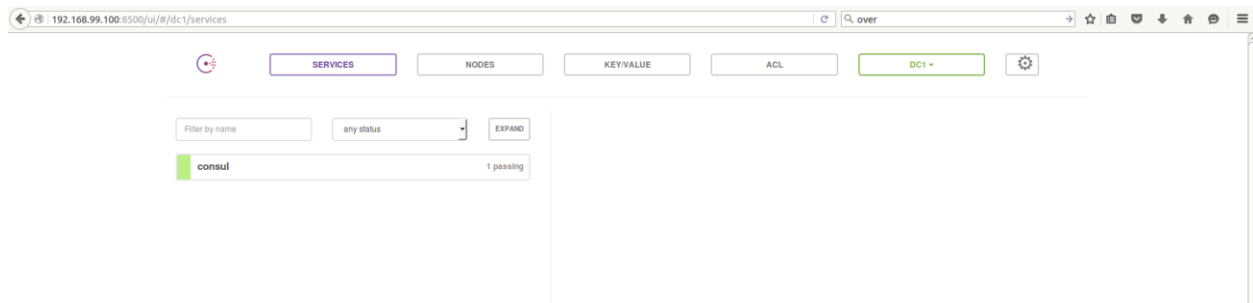 192.168.99.100:8500/ui/#/dc1/services over
SERVICES NODES KEY/VALUE ACL DC1
Filter by name any status EXPAND
consul 1 passing